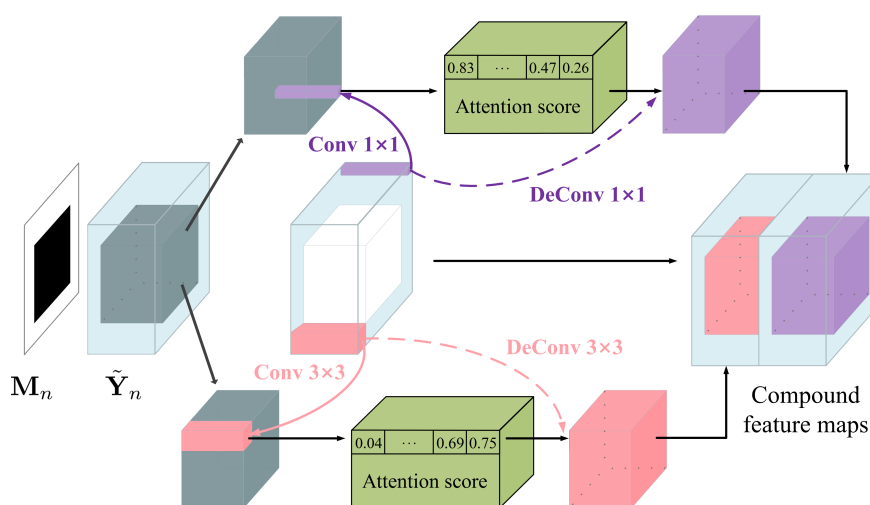 0.83 ... 0.47 0.26
Attention score
Conv 1×1
DeConv 1×1
M_n
Ỹ_n
Conv 3×3
DeConv 3×3
0.04 ... 0.69 0.75
Attention score
Compound
feature maps